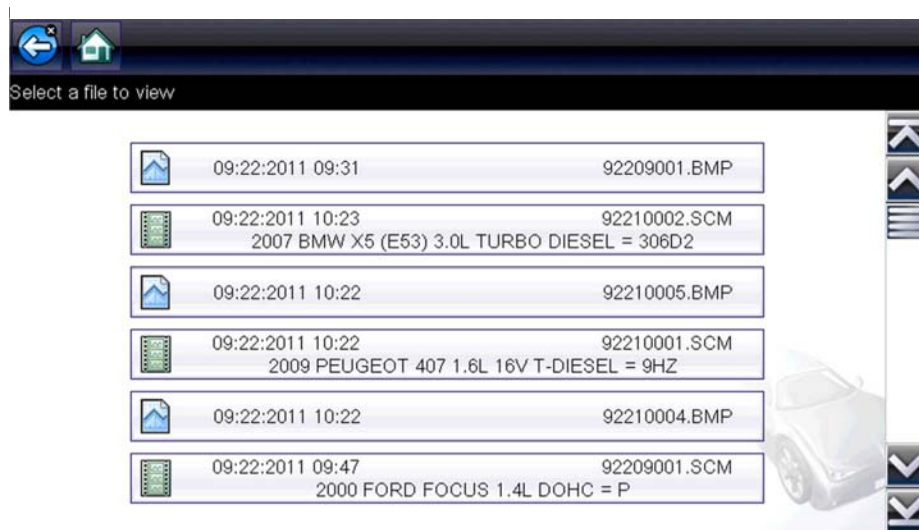 Select a file to view
09:22:2011 09:31 92209001.BMP
09:22:2011 10:23 92210002.SCM
2007 BMW X5 (E53) 3.0L TURBO DIESEL = 306D2
09:22:2011 10:22 92210005.BMP
09:22:2011 10:22 92210001.SCM
2009 PEUGEOT 407 1.6L 16V T-DIESEL = 9HZ
09:22:2011 10:22 92210004.BMP
09:22:2011 09:47 92209001.SCM
2000 FORD FOCUS 1.4L DOHC = P